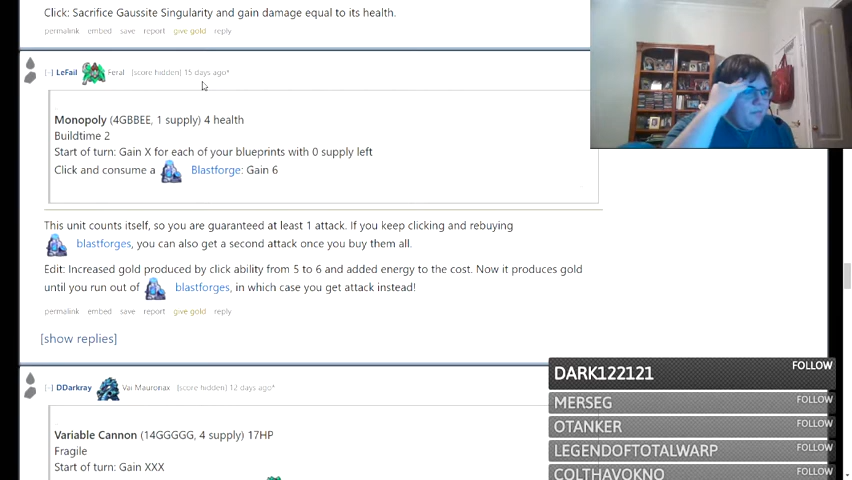 Click: Sacrifice Gaussite Singularity and gain damage equal to its health.
permalink embed save report give gold reply
[-] LeFail Feral [score hidden] 15 days ago*
Monopoly (4GBBEE, 1 supply) 4 health
Buildtime 2
Start of turn: Gain X for each of your blueprints with 0 supply left
Click and consume a Blastforge: Gain 6
This unit counts itself, so you are guaranteed at least 1 attack. If you keep clicking and rebuying
blastforges, you can also get a second attack once you buy them all.
Edit: Increased gold produced by click ability from 5 to 6 and added energy to the cost. Now it produces gold
until you run out of blastforges, in which case you get attack instead!
permalink embed save report give gold reply
[show replies]
[-] DDarkray Vai Mauronax [score hidden] 12 days ago*
Variable Cannon (14GGGGG, 4 supply) 17HP
Fragile
Start of turn: Gain XXX
DARK122121 FOLLOW
MERSEG FOLLOW
OTANKER FOLLOW
LEGENDOFTOTALWARP FOLLOW
COLTHAVOKNO FOLLOW